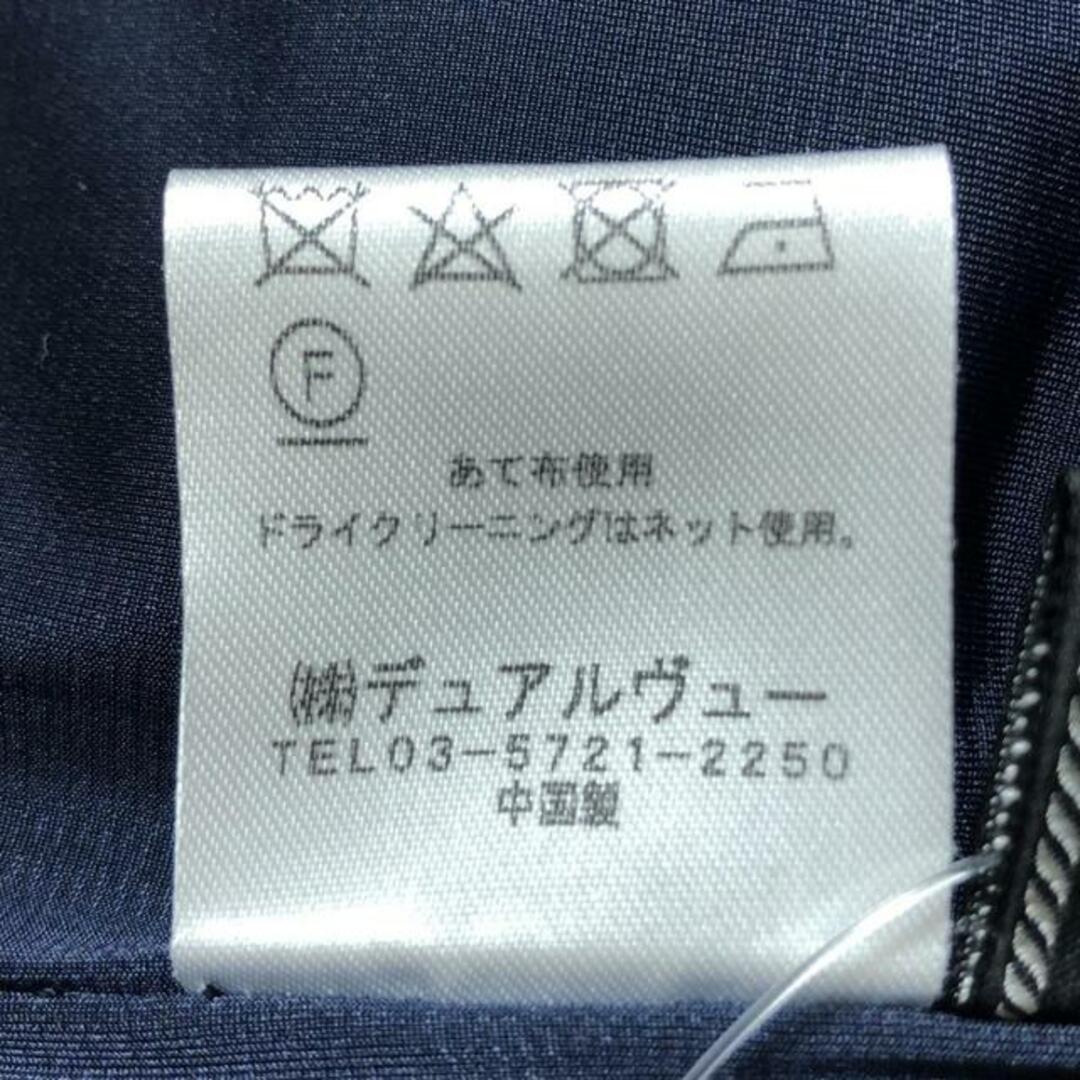 F
あて布使用
ドライクリーニングはネット使用。
㈱デュアルヴュー
TEL03-5721-2250
中国製